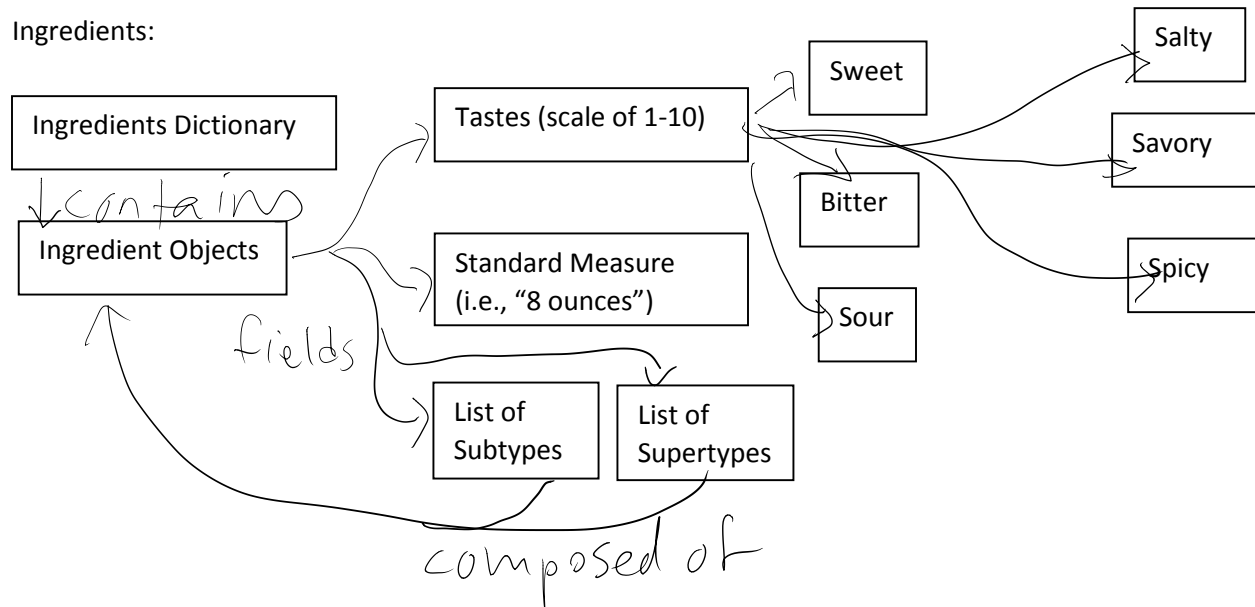 Ingredients:
Ingredients Dictionary
contains
Ingredient Objects
fields
Tastes (scale of 1-10)
Standard Measure
(i.e., “8 ounces”)
List of
Subtypes
List of
Supertypes
composed of
Sweet
Bitter
Sour
Salty
Savory
Spicy